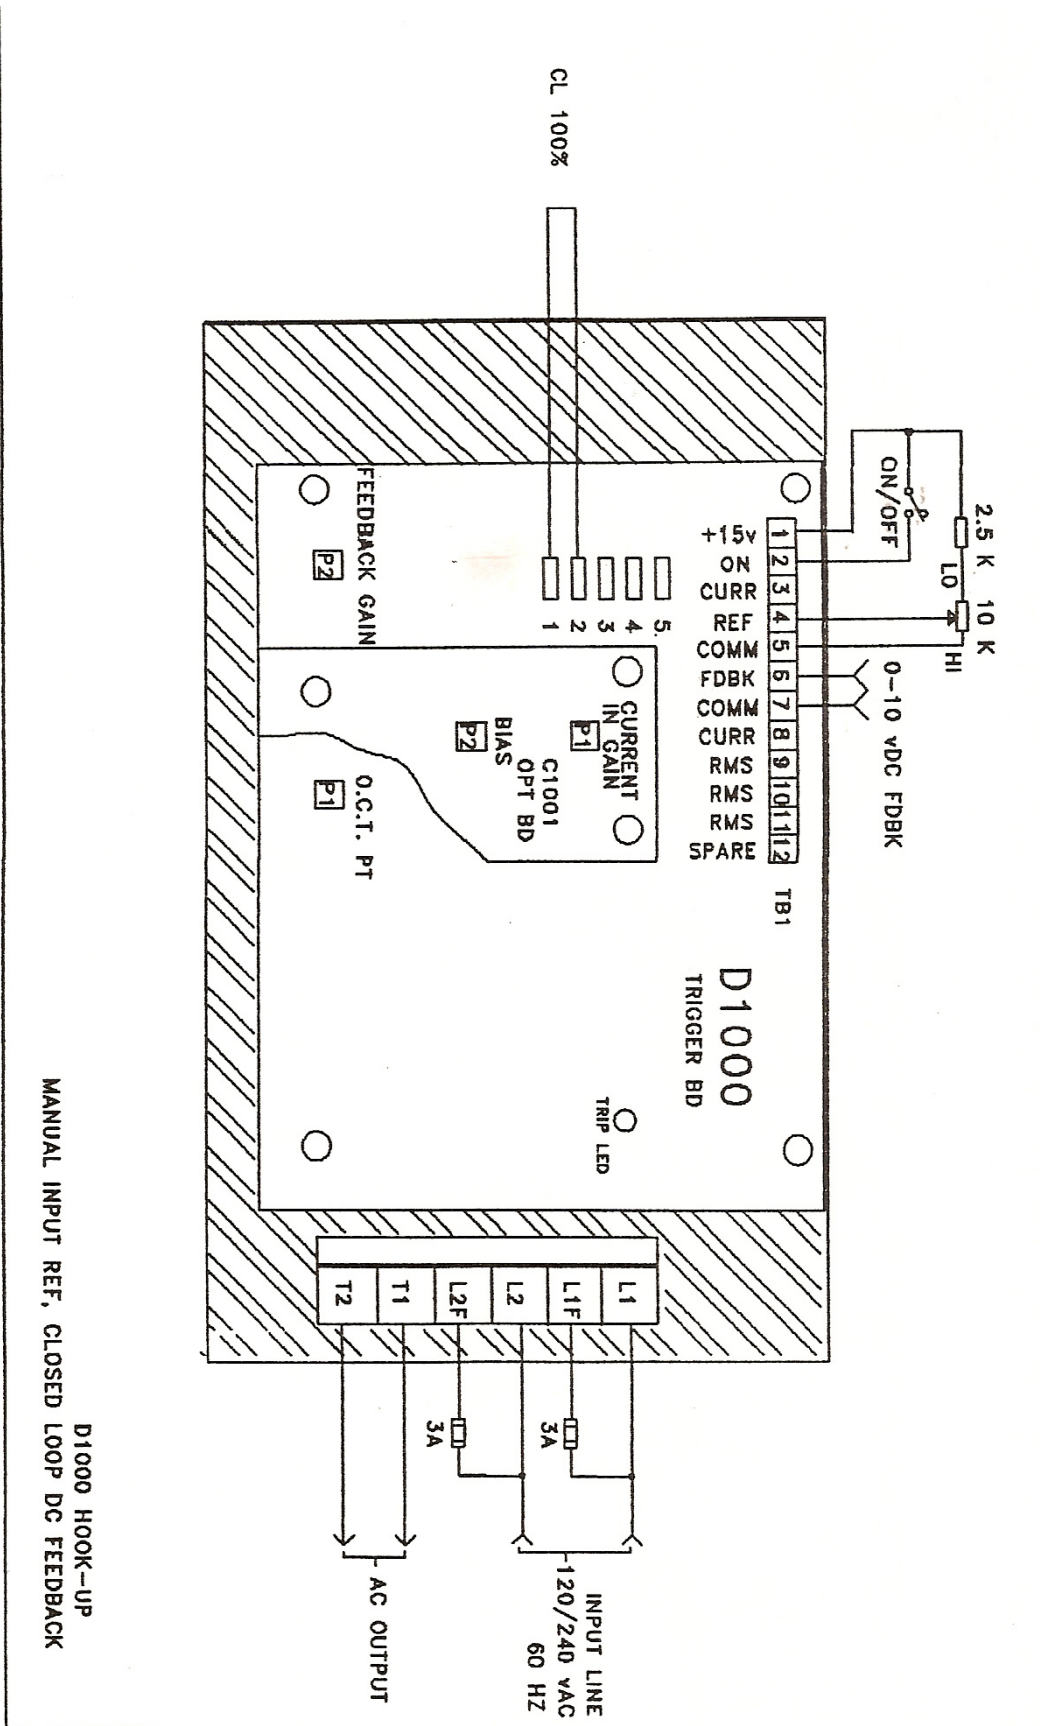 2.5 K
10 K
LO
HI
ON/OFF
0-10 vDC FDBK
1 2 3 4 5 6 7 8 9 10 11 12
TB1
+15v
ON
CURR
REF
COMM
FDBK
COMM
CURR
RMS
RMS
RMS
SPARE
D1000
TRIGGER BD
TRIP LED
CL 100%
5.
4
3
2
1
CURRENT
IN GAIN
P1
C1001
OPT BD
BIAS
P2
FEEDBACK GAIN
P2
O.C.T. PT
P1
L1
L1F
L2
L2F
T1
T2
3A
3A
INPUT LINE
120/240 vAC
60 HZ
AC OUTPUT
D1000 HOOK-UP
MANUAL INPUT REF, CLOSED LOOP DC FEEDBACK